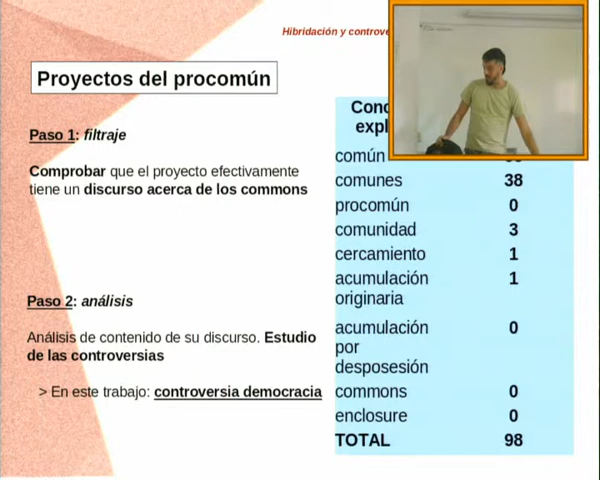 Hibridación y
Proyectos del procomún
Paso 1: filtraje
Comprobar que el proyecto efectivamente
tiene un discurso acerca de los commons
Paso 2: análisis
Análisis de contenido de su discurso. Estudio
de las controversias
> En este trabajo: controversia democracia
común
comunes 38
procomún 0
comunidad 3
cercamiento 1
acumulación 1
originaria
acumulación 0
por
desposesión
commons 0
enclosure 0
TOTAL 98